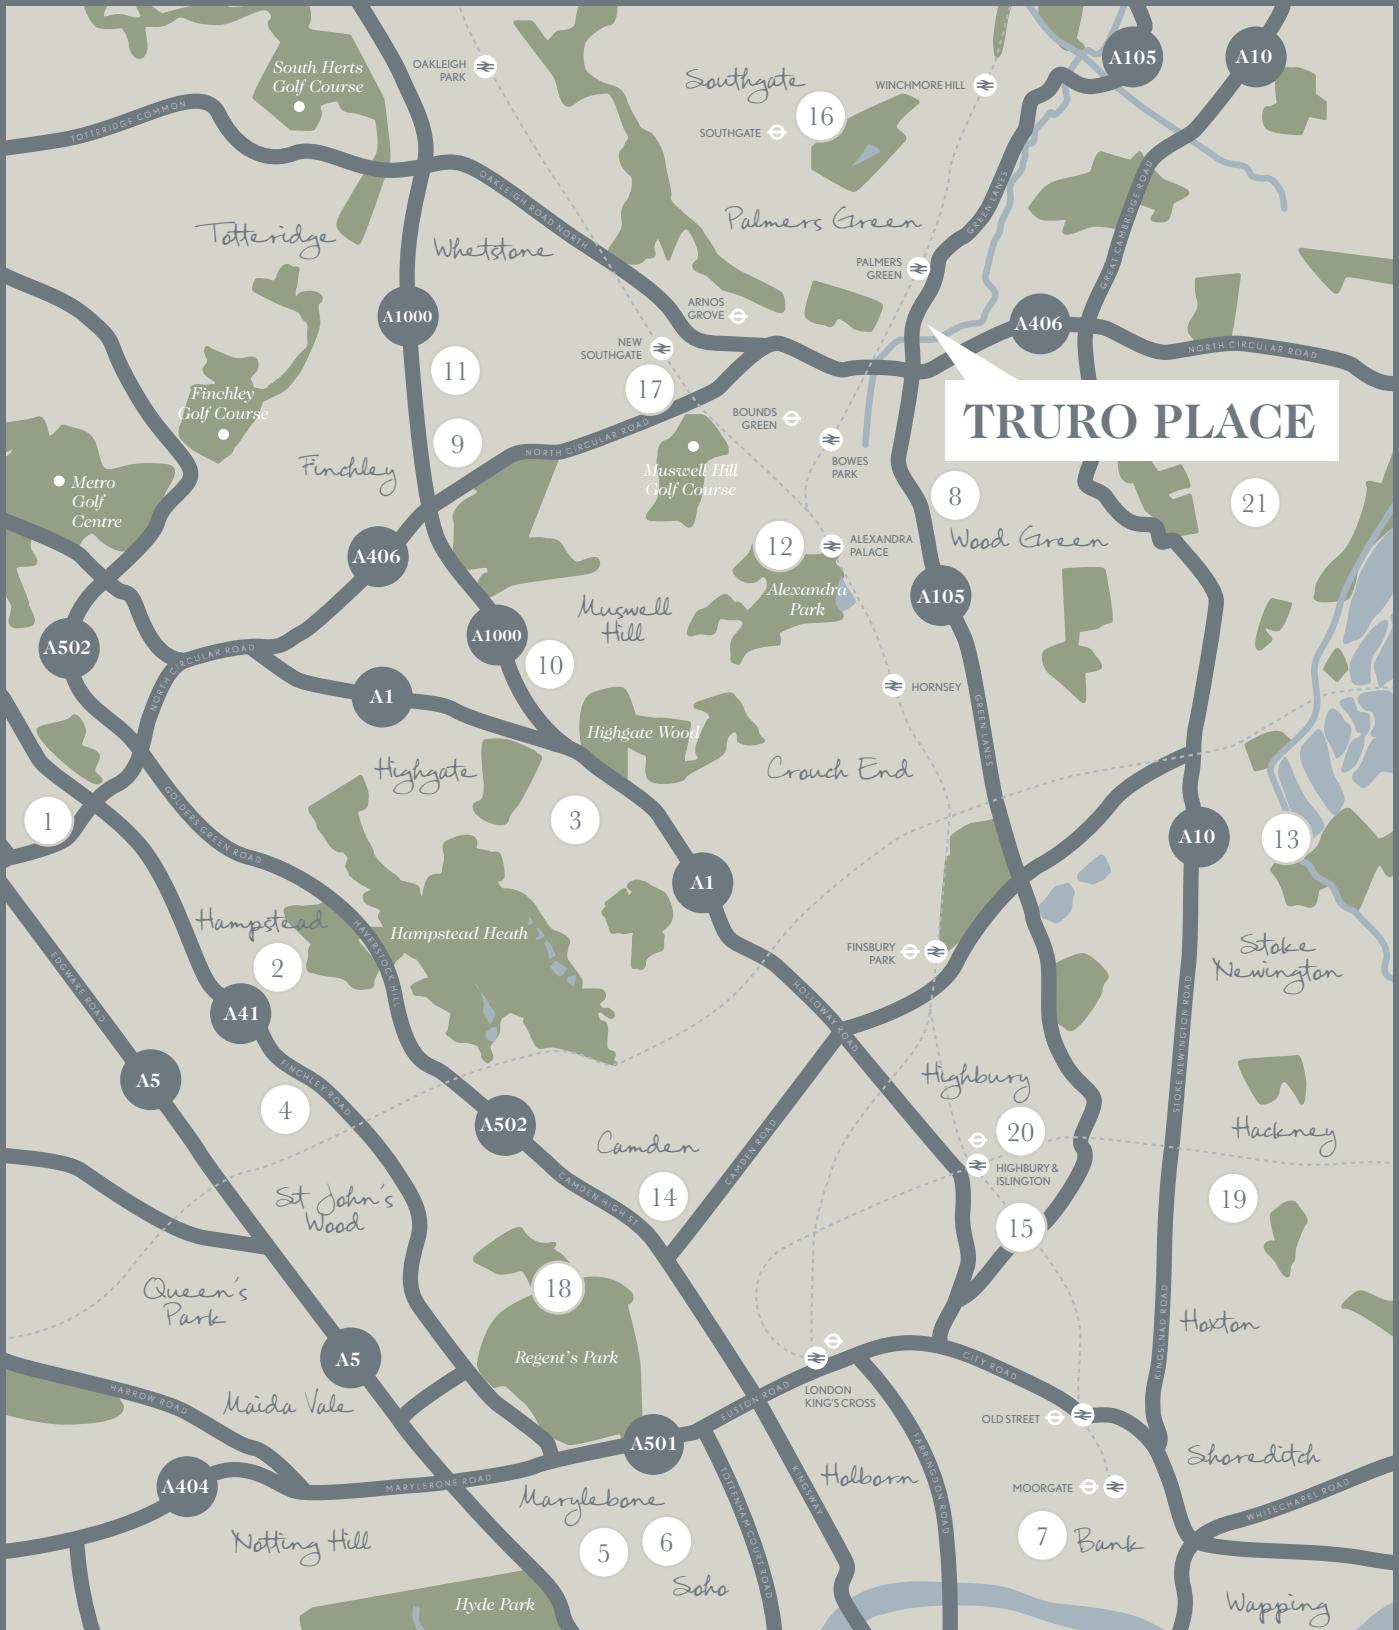 A105
A10
South Herts
Golf Course
OAKLEIGH
PARK
Southgate
WINCHMORE HILL
TOTTERIDGE COMMON
16
SOUTHGATE
OAKLEIGH ROAD NORTH
GREEN LANES
GREAT CAMBRIDGE ROAD
Totteridge
Whetstone
Palmers Green
PALMERS
GREEN
A1000
ARNOS
GROVE
A406
NEW
SOUTHGATE
NORTH CIRCULAR ROAD
11
17
Finchley
Golf Course
BOUNDS
GREEN
TRURO PLACE
9
NORTH CIRCULAR ROAD
Finchley
Muswell Hill
Golf Course
BOWES
PARK
Metro
Golf
Centre
8
21
A406
12
ALEXANDRA
PALACE
Wood Green
Alexandra
Park
A105
Muswell
Hill
A502
A1000
NORTH CIRCULAR ROAD
10
A1
HORNSEY
GREEN LANES
Highgate Wood
Highgate
Crouch End
1
GOLDERS GREEN ROAD
3
A10
13
A1
Hampstead
HAVERSTOCK HILL
Hampstead Heath
FINSBURY
PARK
Stoke
Newington
2
EDGWARE ROAD
HOLLOWAY ROAD
STOKE NEWINGTON ROAD
A41
A5
FINCHLEY ROAD
Highbury
4
A502
Camden
CAMDEN ROAD
20
Hackney
HIGHBURY &
ISLINGTON
St John's
Wood
CAMDEN HIGH ST
14
19
15
Queen's
Park
18
KINGSLNAD ROAD
Hoxton
A5
Regent's Park
LONDON
KING'S CROSS
CITY ROAD
HARROW ROAD
Maida Vale
EUSTON ROAD
OLD STREET
A501
FARRINGDON ROAD
Shoreditch
A404
MARYLEBONE ROAD
TOTTENHAM COURT ROAD
KINGSWAY
Holborn
MOORGATE
WHITECHAPEL ROAD
Marylebone
Notting Hill
5
6
7
Bank
Soho
Hyde Park
Wapping